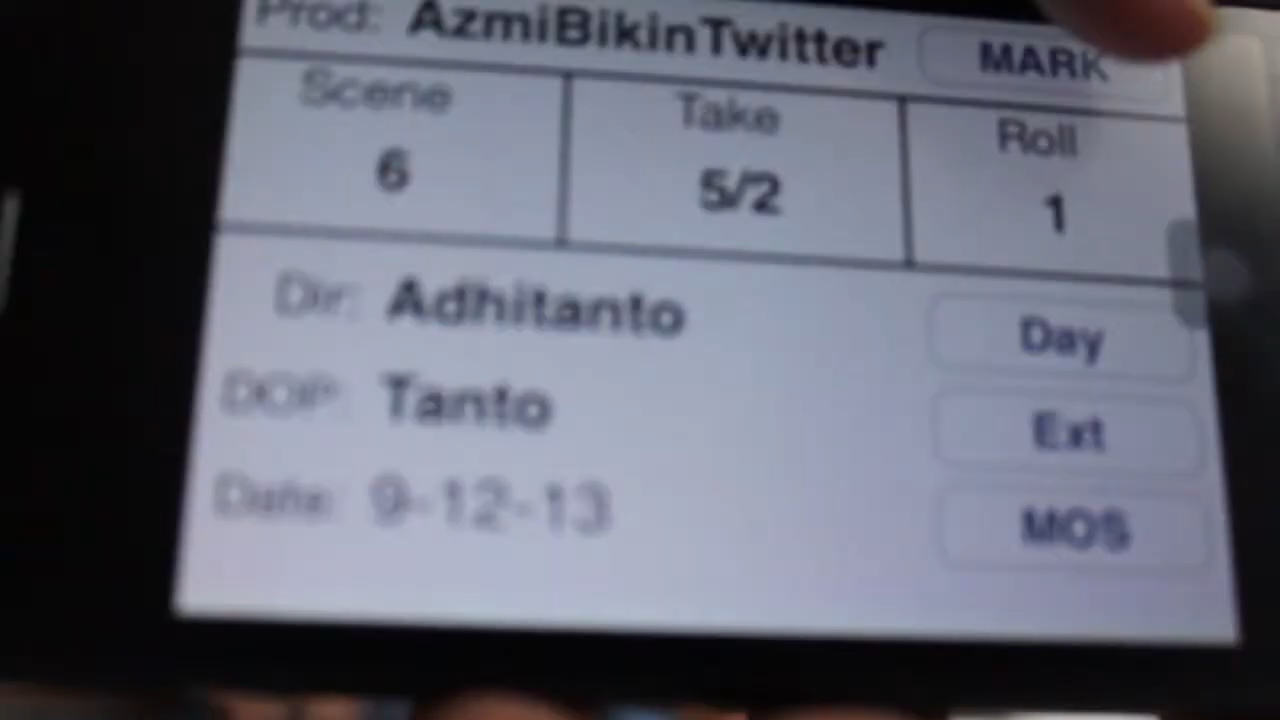 Prod: AzmiBikinTwitter MARK
Scene Take Roll
6 5/2 1
Dir: Adhitanto Day
DOP: Tanto Ext
Date: 9-12-13 MOS